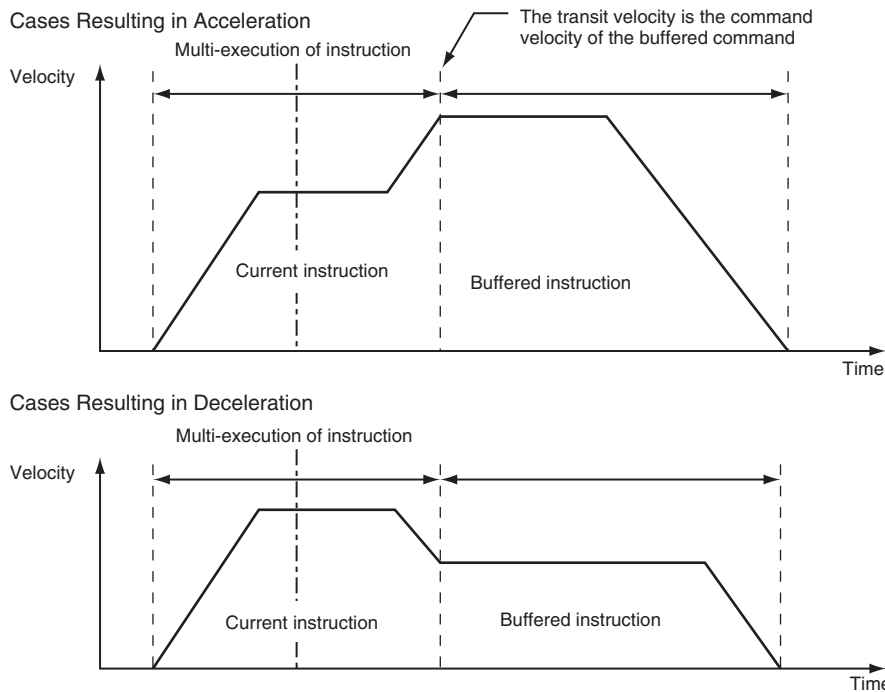 Cases Resulting in Acceleration
The transit velocity is the command
velocity of the buffered command
Multi-execution of instruction
Velocity
Current instruction
Buffered instruction
Time
Cases Resulting in Deceleration
Multi-execution of instruction
Velocity
Current instruction
Buffered instruction
Time